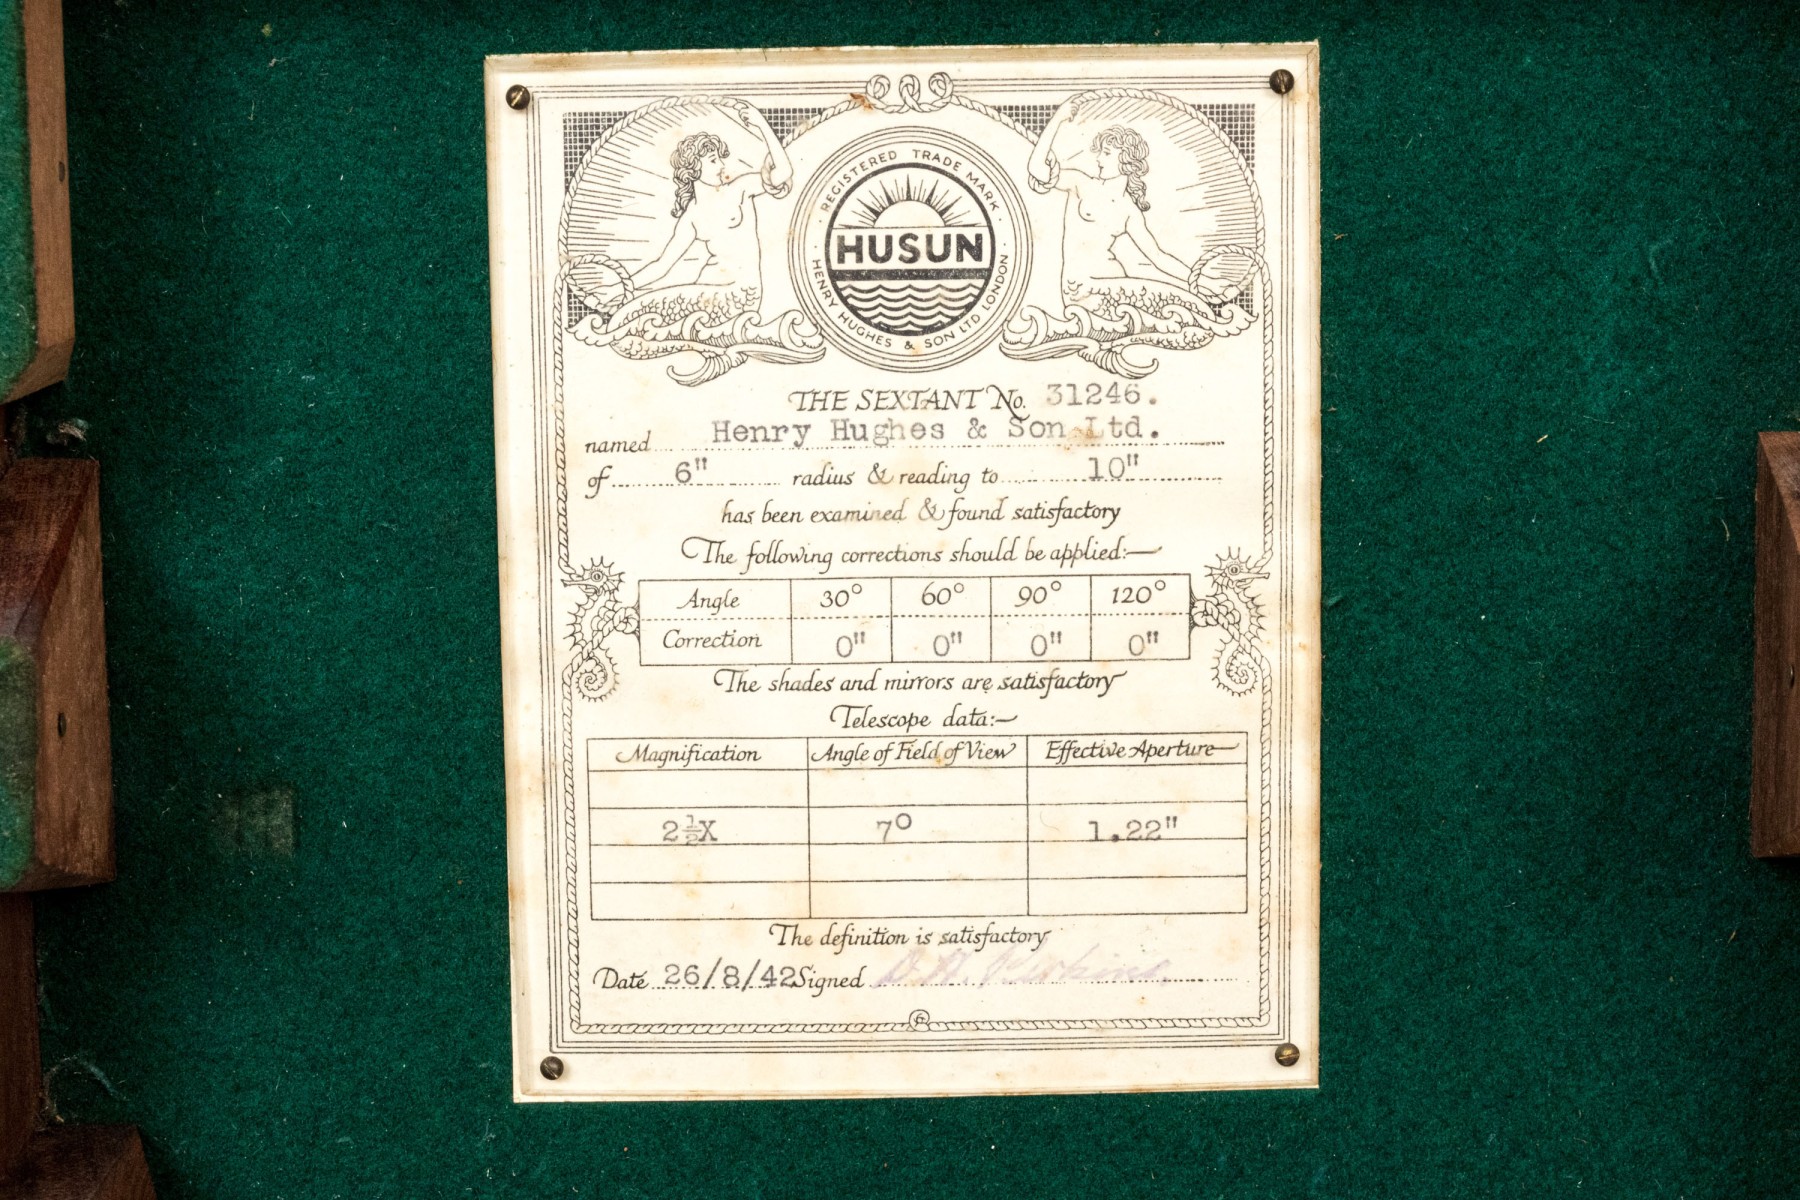 REGISTERED TRADE MARK
HUSUN
HENRY HUGHES & SON LTD LONDON
THE SEXTANT No. 31246.
named Henry Hughes & Son Ltd.
of 6" radius & reading to 10"
has been examined & found satisfactory
The following corrections should be applied:—
Angle 30° 60° 90° 120°
Correction 0" 0" 0" 0"
The shades and mirrors are satisfactory
Telescope data:—
Magnification Angle of Field of View Effective Aperture
2½X 7° 1.22"
The definition is satisfactory
Date 26/8/42 Signed